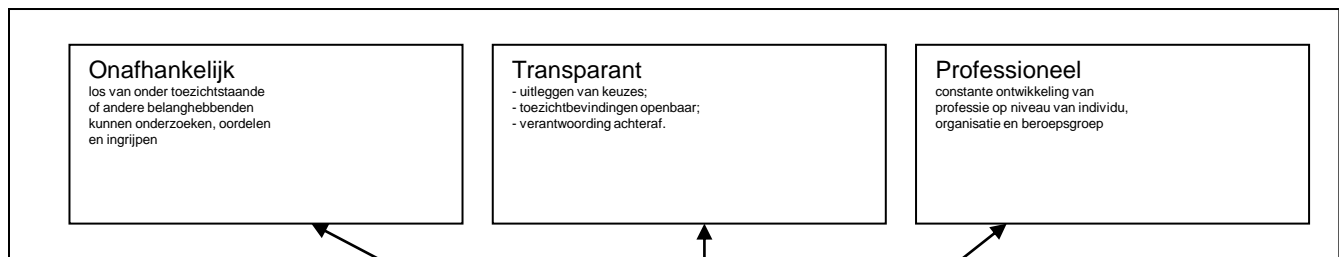 Onafhankelijk
los van onder toezichtstaande
of andere belanghebbenden
kunnen onderzoeken, oordelen
en ingrijpen
Transparant
- uitleggen van keuzes;
- toezichtbevindingen openbaar;
- verantwoording achteraf.
Professioneel
constante ontwikkeling van
professie op niveau van individu,
organisatie en beroepsgroep